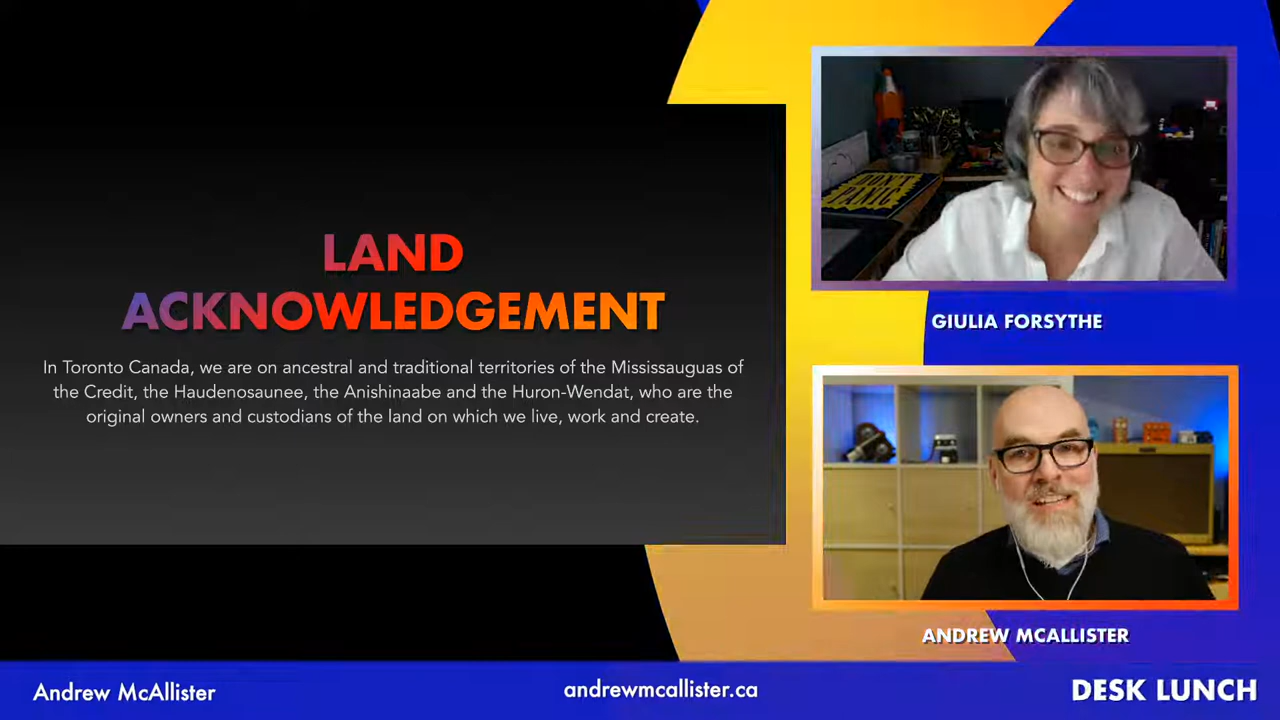 LAND
ACKNOWLEDGEMENT
In Toronto Canada, we are on ancestral and traditional territories of the Mississauguas of
the Credit, the Haudenosaunee, the Anishinaabe and the Huron-Wendat, who are the
original owners and custodians of the land on which we live, work and create.
GIULIA FORSYTHE
ANDREW MCALLISTER
Andrew McAllister
andrewmcallister.ca
DESK LUNCH